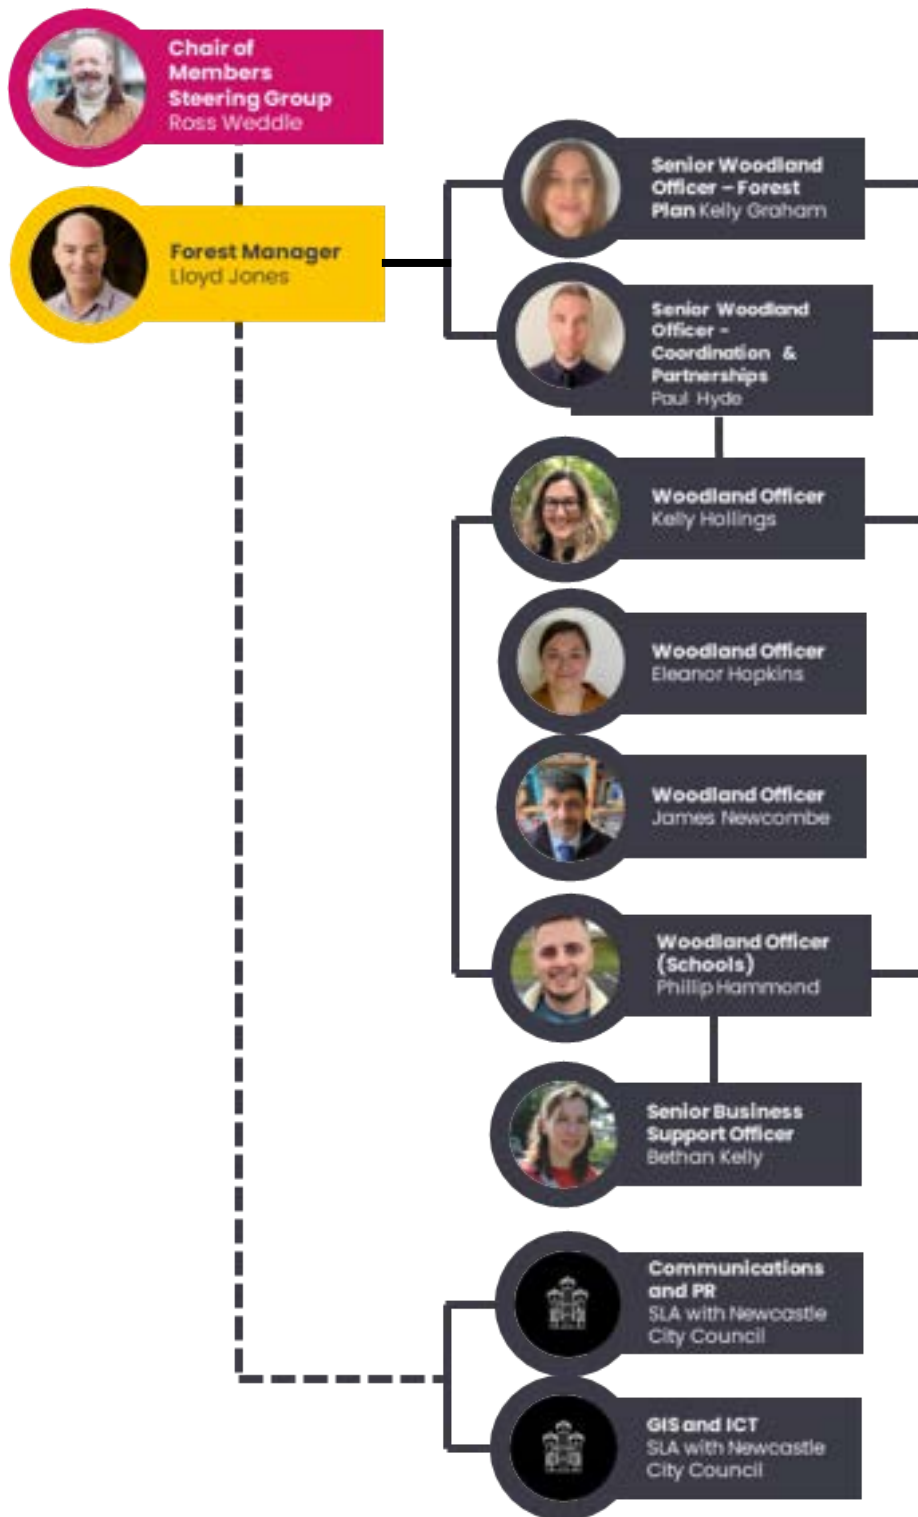 Chair of
Members
Steering Group
Ross Weddle
Forest Manager
Lloyd Jones
Senior Woodland
Officer – Forest
Plan Kelly Graham
Senior Woodland
Officer -
Coordination &
Partnerships
Paul Hyde
Woodland Officer
Kelly Hollings
Woodland Officer
Eleanor Hopkins
Woodland Officer
James Newcombe
Woodland Officer
(Schools)
Phillip Hammond
Senior Business
Support Officer
Bethan Kelly
Communications
and PR
SLA with Newcastle
City Council
GIS and ICT
SLA with Newcastle
City Council